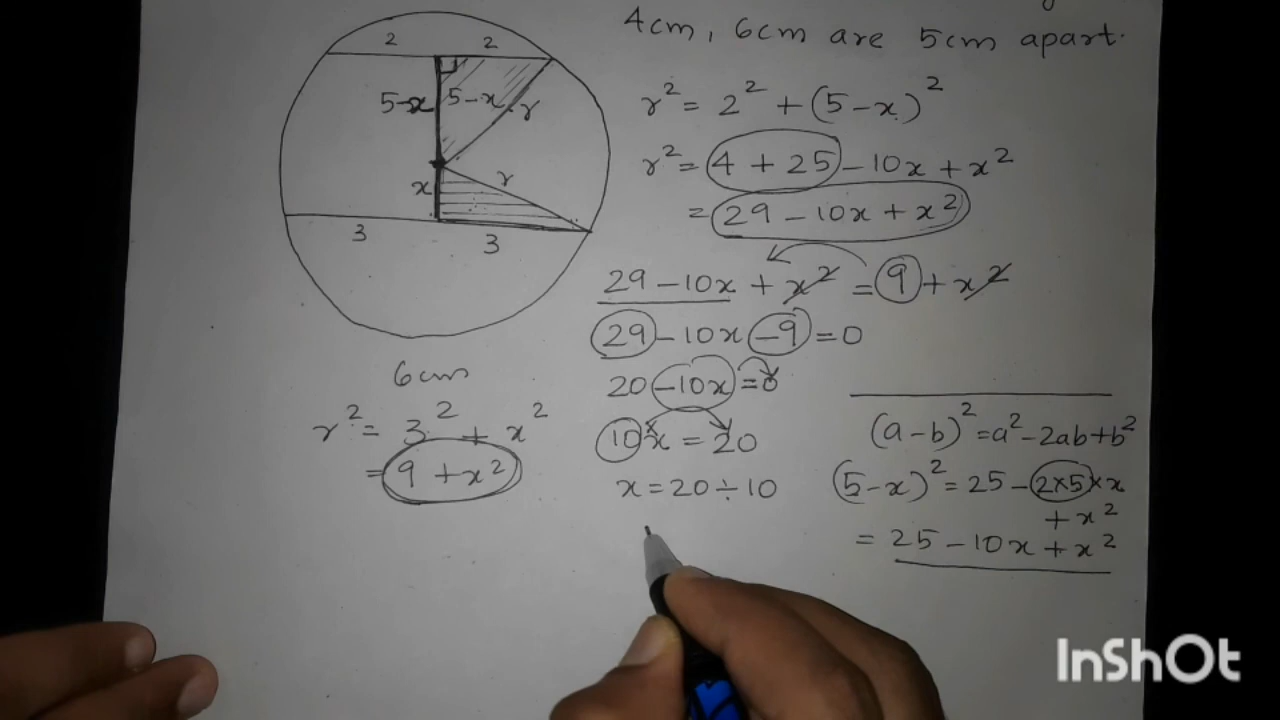 4cm, 6cm are 5cm apart.
2 2
5-x 5-x r
x r
3 3
r² = 2² + (5-x)²
r² = 4 + 25 - 10x + x²
= 29 - 10x + x²
29 - 10x + x² = 9 + x²
29 - 10x - 9 = 0
20 - 10x = 0
10x = 20
x = 20 ÷ 10
6cm
r² = 3² + x²
= 9 + x²
(a-b)² = a² - 2ab + b²
(5-x)² = 25 - 2×5×x
+ x²
= 25 - 10x + x²
InShOt